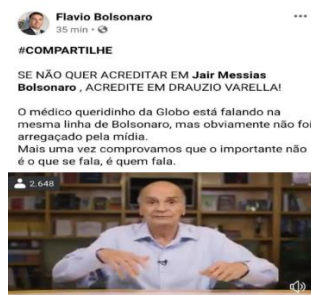 Flavio Bolsonaro
35 min •
#COMPARTILHE
SE NÃO QUER ACREDITAR EM Jair Messias
Bolsonaro , ACREDITE EM DRAUZIO VARELLA!
O médico queridinho da Globo está falando na
mesma linha de Bolsonaro, mas obviamente não foi
arregaçado pela mídia.
Mais uma vez comprovamos que o importante não
é o que se fala, é quem fala.
2.648